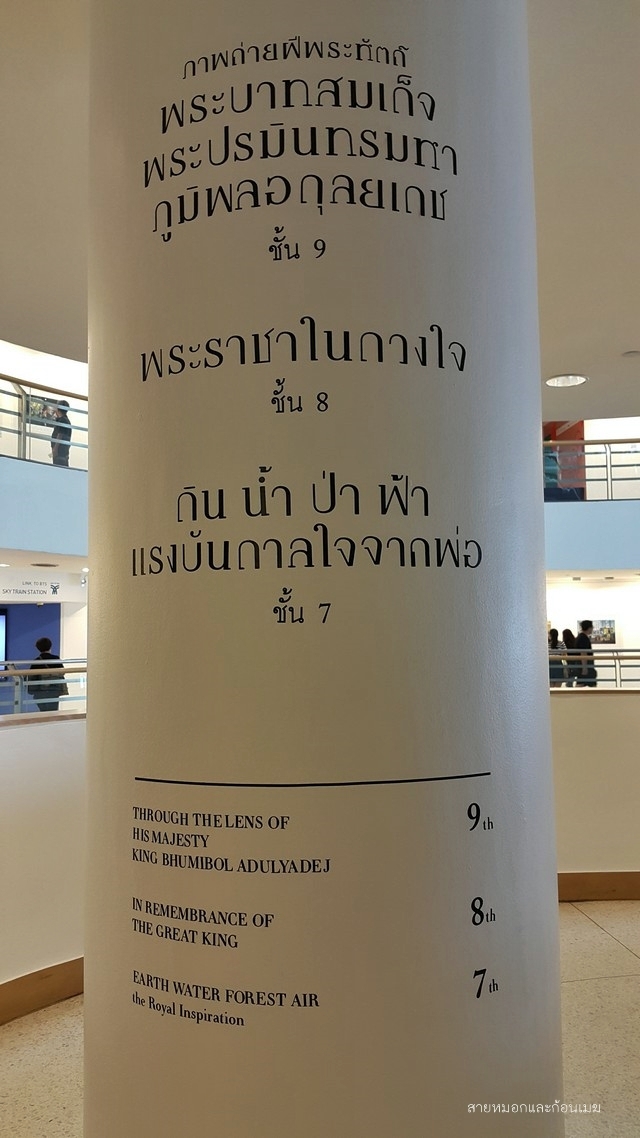 ภาพถ่ายฝีพระหัตถ์
พระบาทสมเด็จ
พระปรมินทรมหา
ภูมิพลอดุลยเดช
ชั้น 9
พระราชาในดวงใจ
ชั้น 8
ดิน น้ำ ป่า ฟ้า
แรงบันดาลใจจากพ่อ
ชั้น 7
LINK TO BTS
SKY TRAIN STATION
THROUGH THE LENS OF 9th
HIS MAJESTY
KING BHUMIBOL ADULYADEJ
IN REMEMBRANCE OF 8th
THE GREAT KING
EARTH WATER FOREST AIR 7th
the Royal Inspiration
สายหมอกและก้อนเมฆ